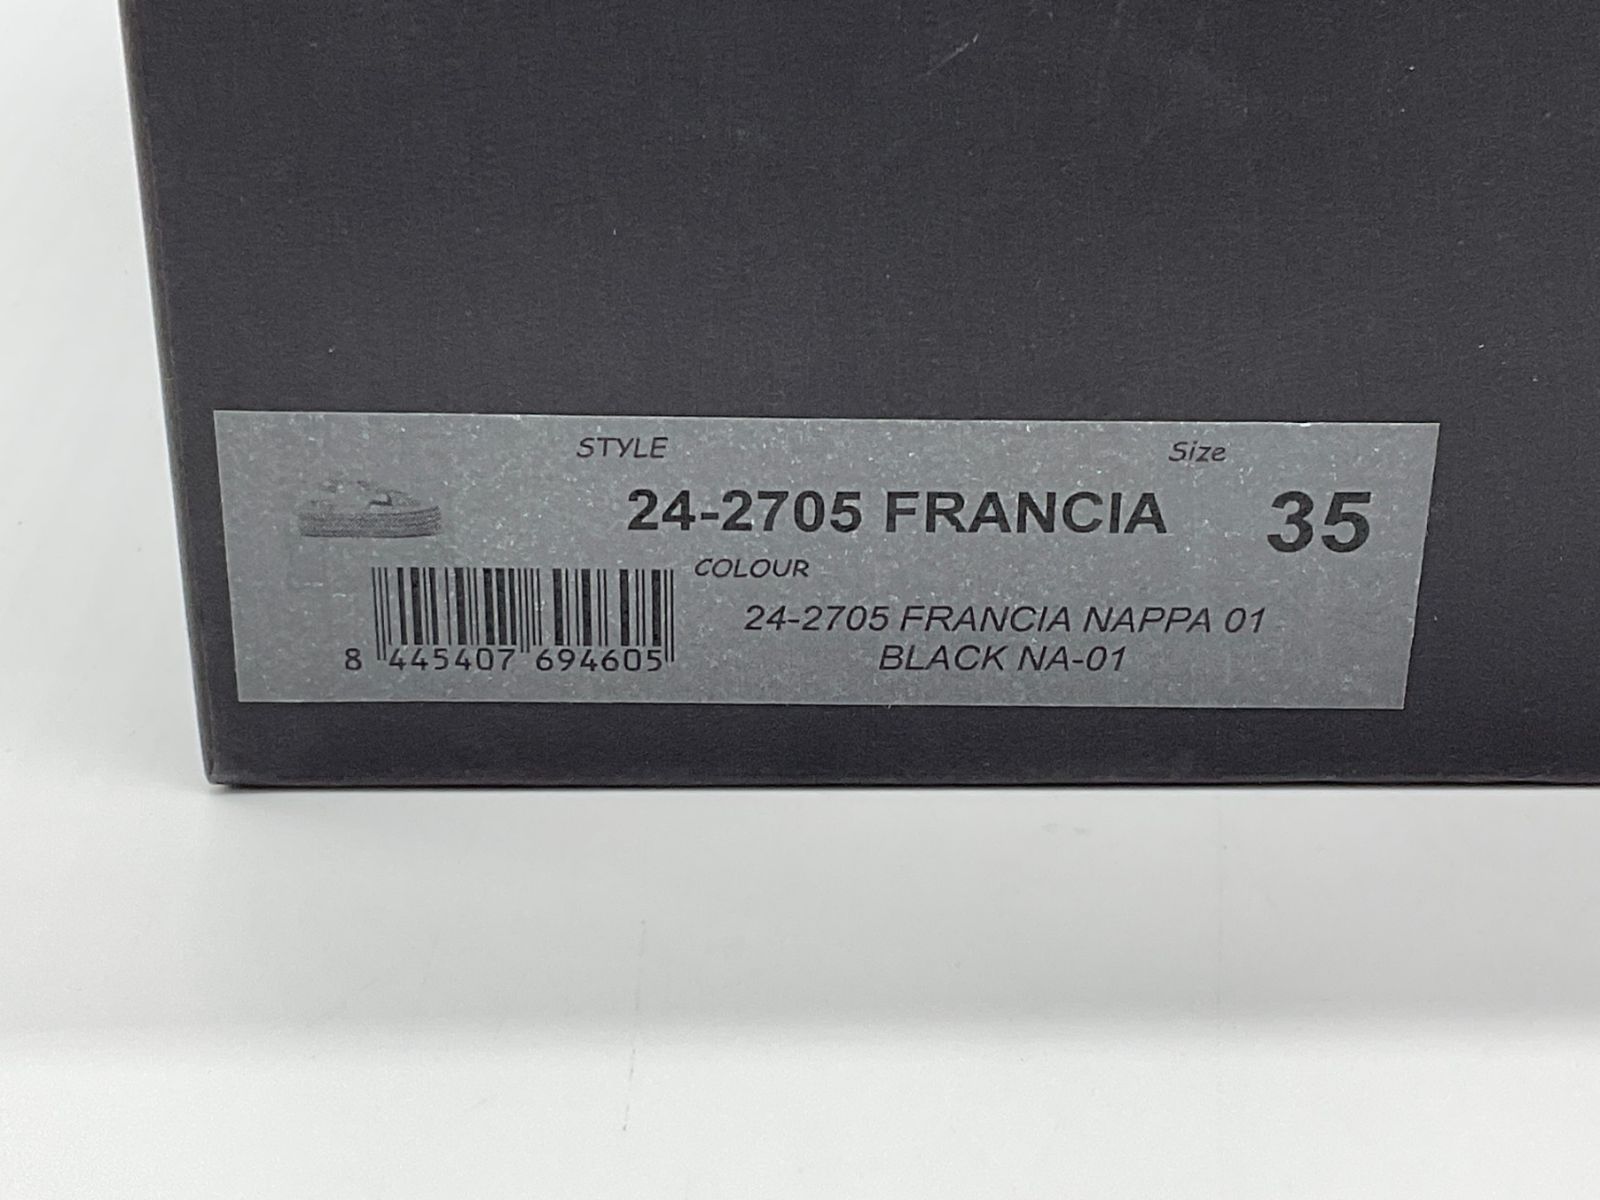 STYLE
Size
24-2705 FRANCIA
35
COLOUR
24-2705 FRANCIA NAPPA 01
BLACK NA-01
8 445407 694605